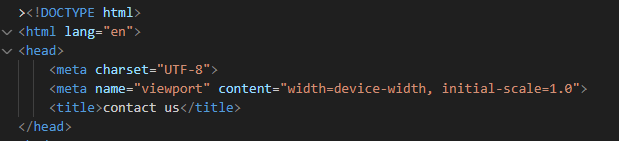 ><!DOCTYPE html>
<html lang="en">
<head>
<meta charset="UTF-8">
<meta name="viewport" content="width=device-width, initial-scale=1.0">
<title>contact us</title>
</head>